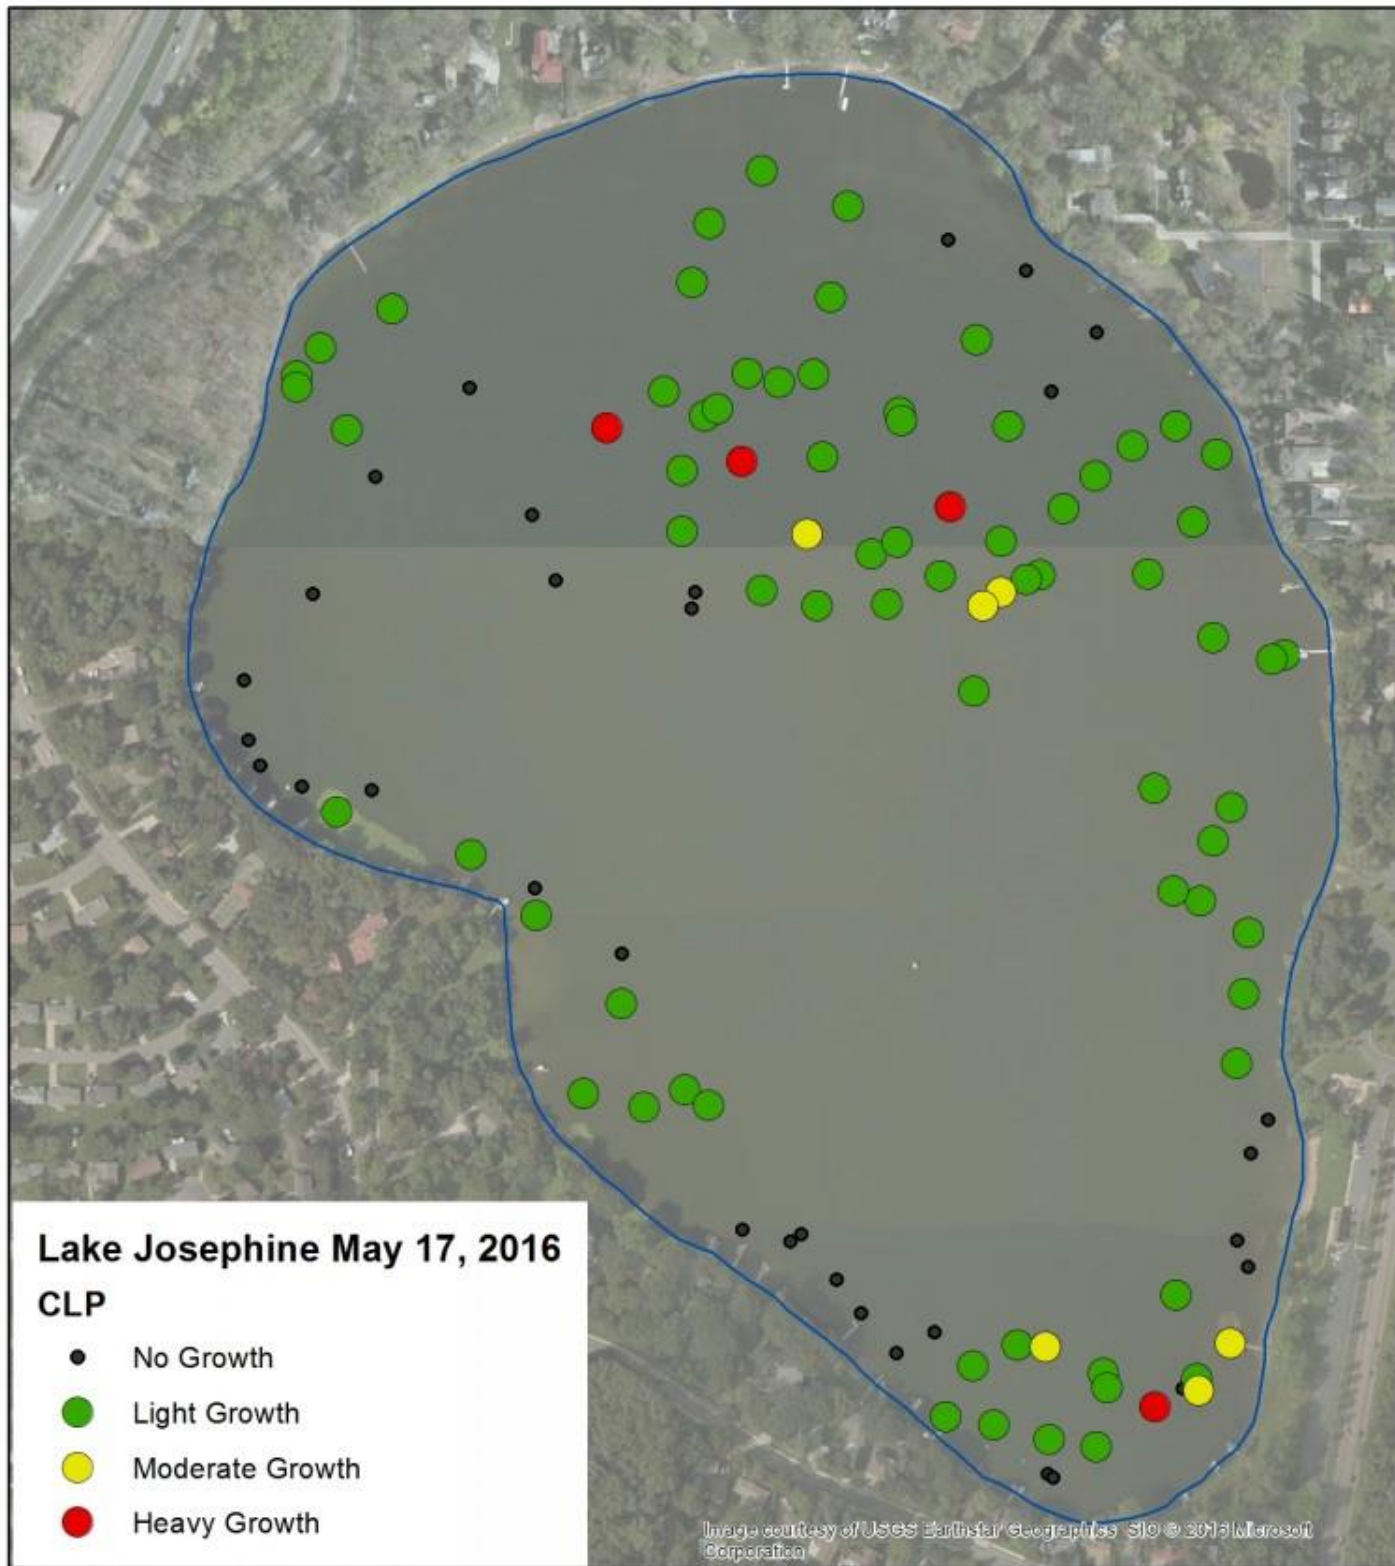 Lake Josephine May 17, 2016
CLP
No Growth
Light Growth
Moderate Growth
Heavy Growth
Image courtesy of USGS Earthstar Geographics SIO © 2016 Microsoft
Corporation